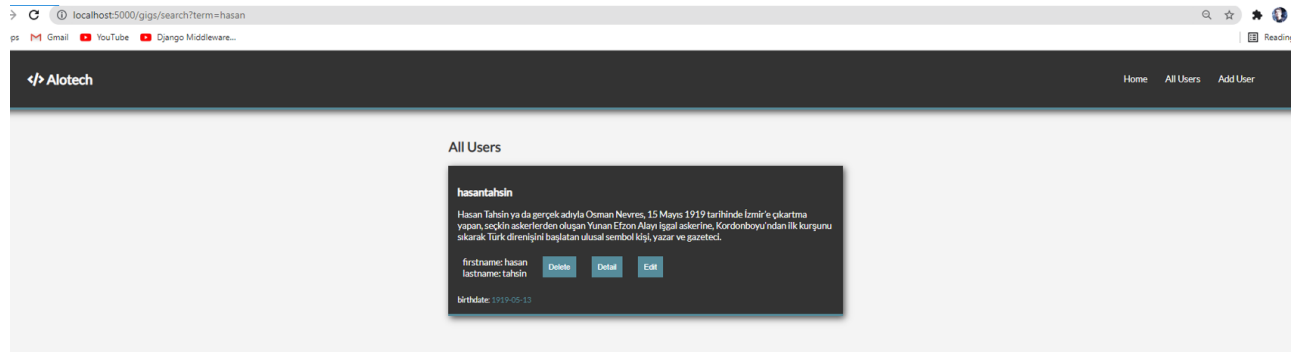 localhost:5000/gigs/search?term=hasan
Gmail YouTube Django Middleware...
Reading
</> Alotech
Home All Users Add User
All Users
hasantahsin
Hasan Tahsin ya da gerçek adıyla Osman Nevres, 15 Mayıs 1919 tarihinde İzmir'e çıkartma
yapan, seçkin askerlerden oluşan Yunan Efzon Alayı işgal askerine, Kordonboyu'ndan ilk kurşunu
sıkarak Türk direnişini başlatan ulusal sembol kişi, yazar ve gazeteci.
firstname: hasan
lastname: tahsin
Delete Detail Edit
birthdate: 1919-05-13